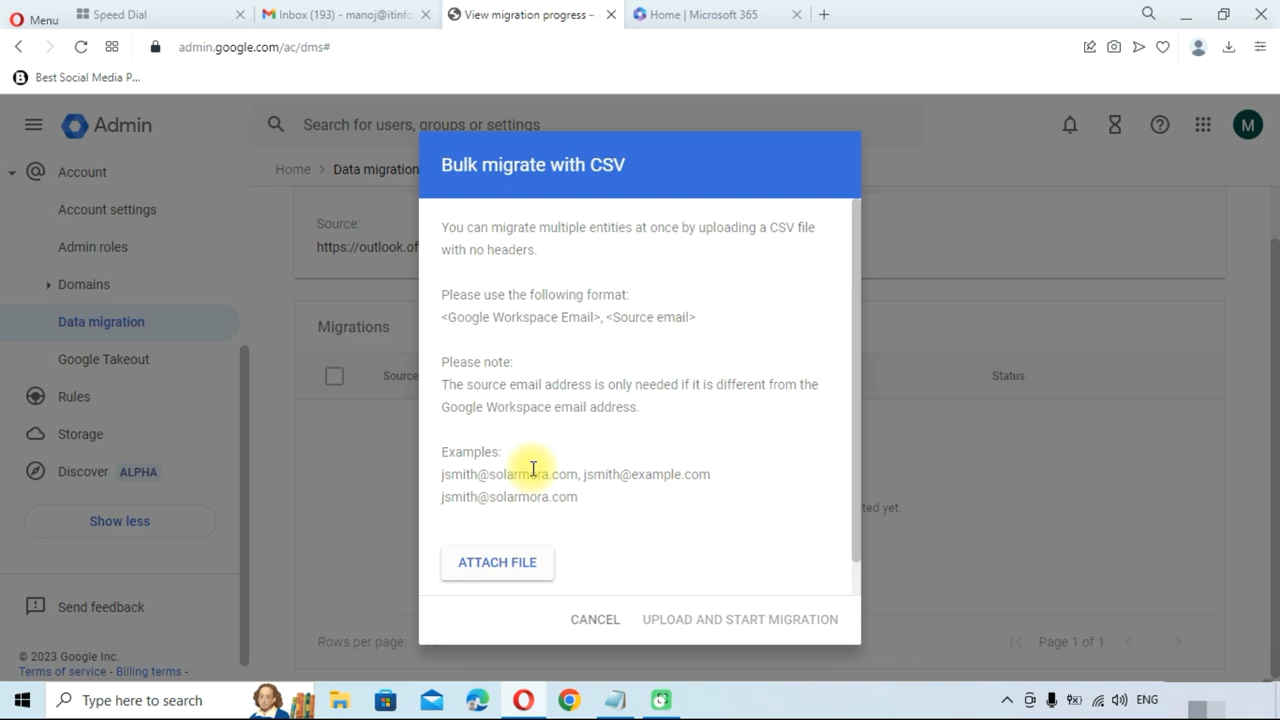 Menu
Speed Dial
Inbox (193) - manoj@itinfo
View migration progress -
Home | Microsoft 365
admin.google.com/ac/dms#
Best Social Media P...
Admin
Search for users, groups or settings
M
Account
Home > Data migration
Bulk migrate with CSV
Account settings
Source:
You can migrate multiple entities at once by uploading a CSV file
with no headers.
Admin roles
https://outlook.of
Domains
Please use the following format:
<Google Workspace Email>, <Source email>
Data migration
Migrations
Google Takeout
Please note:
The source email address is only needed if it is different from the
Google Workspace email address.
Source
Status
Rules
Storage
Examples:
jsmith@solarmora.com, jsmith@example.com
jsmith@solarmora.com
Discover ALPHA
ted yet.
Show less
ATTACH FILE
Send feedback
CANCEL
UPLOAD AND START MIGRATION
Rows per page:
Page 1 of 1
© 2023 Google Inc.
Terms of service - Billing terms -
Type here to search
ENG